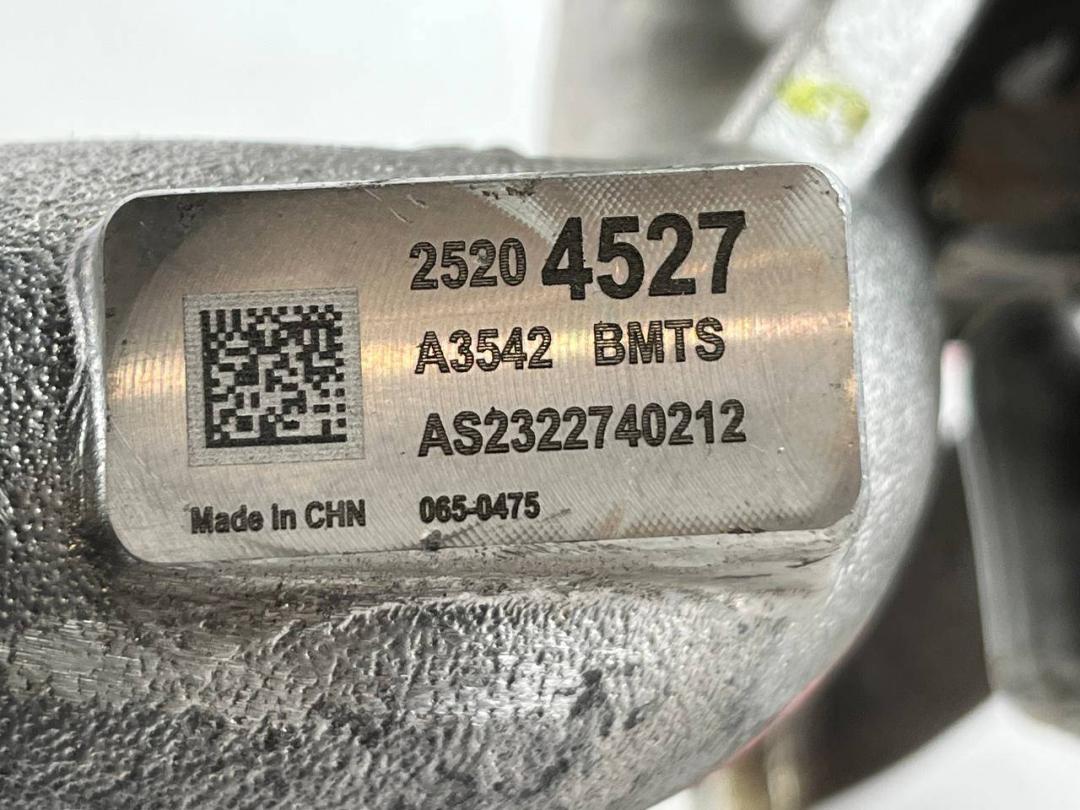 2520 4527
A3542 BMTS
AS2322740212
Made in CHN 065-0475